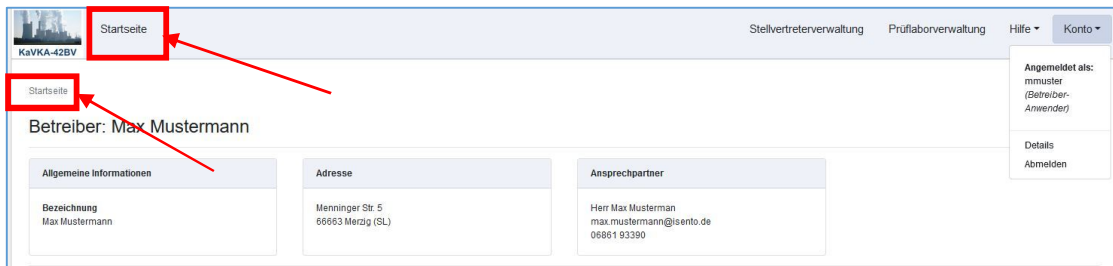 Startseite
Stellvertreterverwaltung
Prüflaborverwaltung
Hilfe
Konto
KaVKA-42BV
Angemeldet als:
mmuster
(Betreiber-
Anwender)
Details
Abmelden
Startseite
Betreiber: Max Mustermann
Allgemeine Informationen
Bezeichnung
Max Mustermann
Adresse
Menninger Str. 5
66663 Merzig (SL)
Ansprechpartner
Herr Max Musterman
max.mustermann@isento.de
06861 93390